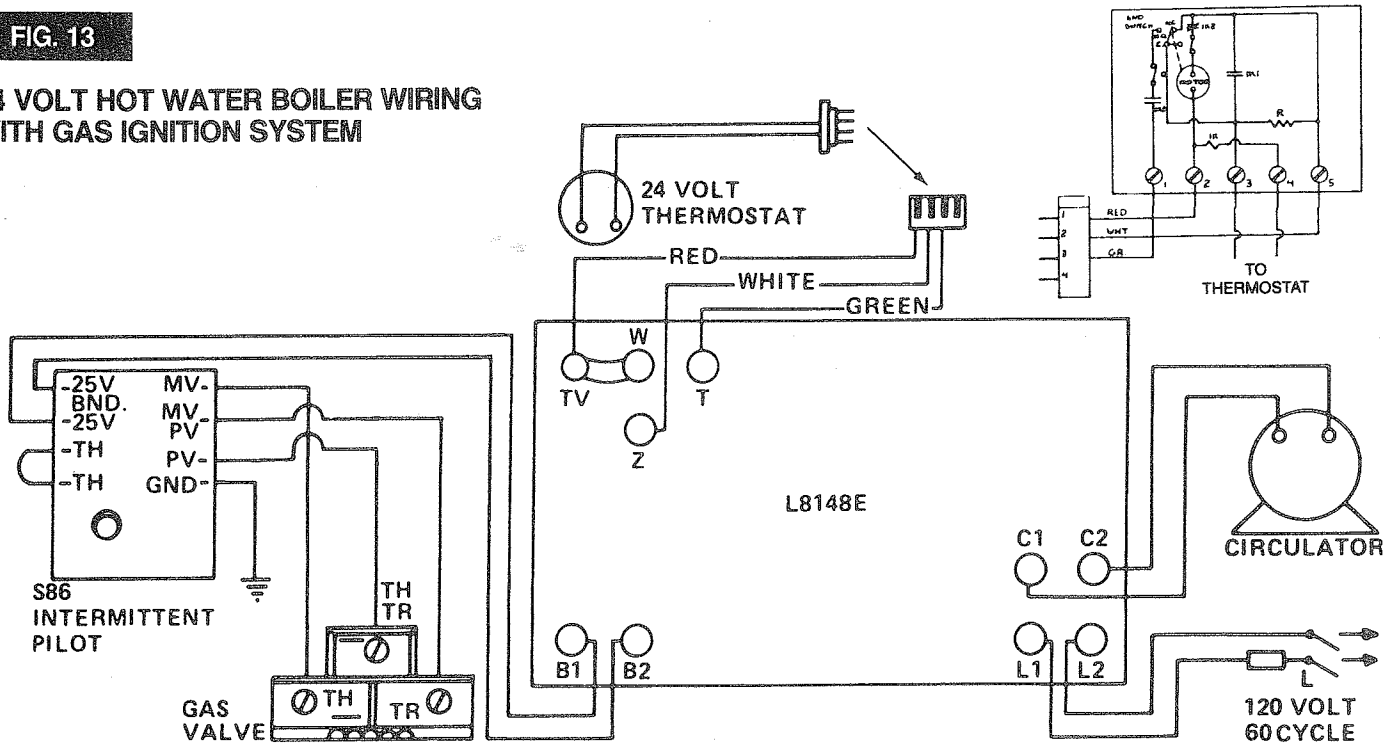 FIG. 13
4 VOLT HOT WATER BOILER WIRING
ITH GAS IGNITION SYSTEM
24 VOLT
THERMOSTAT
RED
WHITE
GREEN
1 2 3 4 5
R
1R
1 RED
2 WHT
3 GR
4
TO
THERMOSTAT
W
TV
T
Z
L8148E
-25V
BND.
-25V
-TH
-TH
MV-
MV-
PV
PV-
GND-
S86
INTERMITTENT
PILOT
TH
TR
TH
TR
GAS
VALVE
B1
B2
C1
C2
L1
L2
CIRCULATOR
L
120 VOLT
60 CYCLE